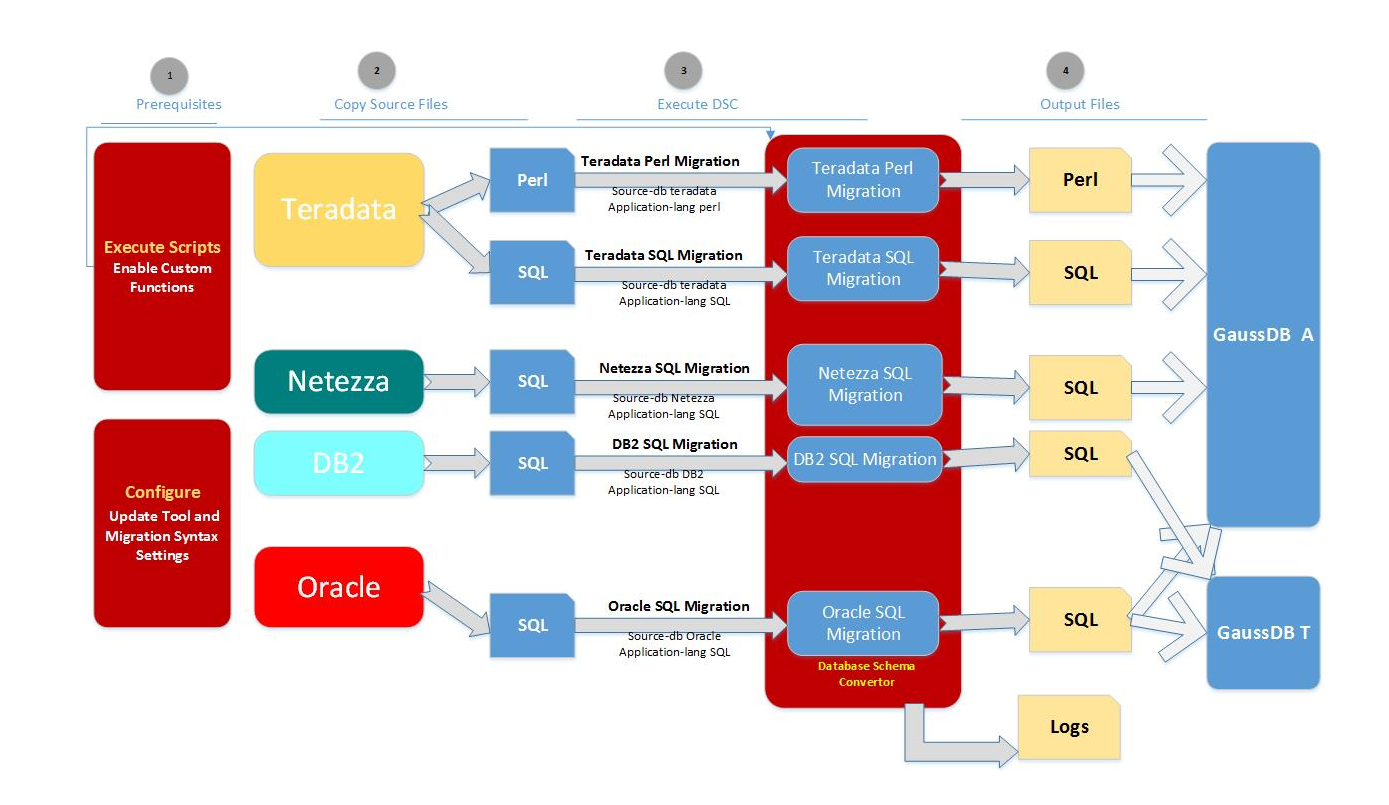 1
Prerequisites
2
Copy Source Files
3
Execute DSC
4
Output Files
Execute Scripts
Enable Custom
Functions
Configure
Update Tool and
Migration Syntax
Settings
Teradata
Perl
Teradata Perl Migration
Source-db teradata
Application-lang perl
Teradata Perl
Migration
Perl
SQL
Teradata SQL Migration
Source-db teradata
Application-lang SQL
Teradata SQL
Migration
SQL
Netezza
SQL
Netezza SQL Migration
Source-db Netezza
Application-lang SQL
Netezza SQL
Migration
SQL
DB2
SQL
DB2 SQL Migration
Source-db DB2
Application-lang SQL
DB2 SQL Migration
SQL
Oracle
SQL
Oracle SQL Migration
Source-db Oracle
Application-lang SQL
Oracle SQL
Migration
SQL
Database Schema
Convertor
Logs
GaussDB A
GaussDB T